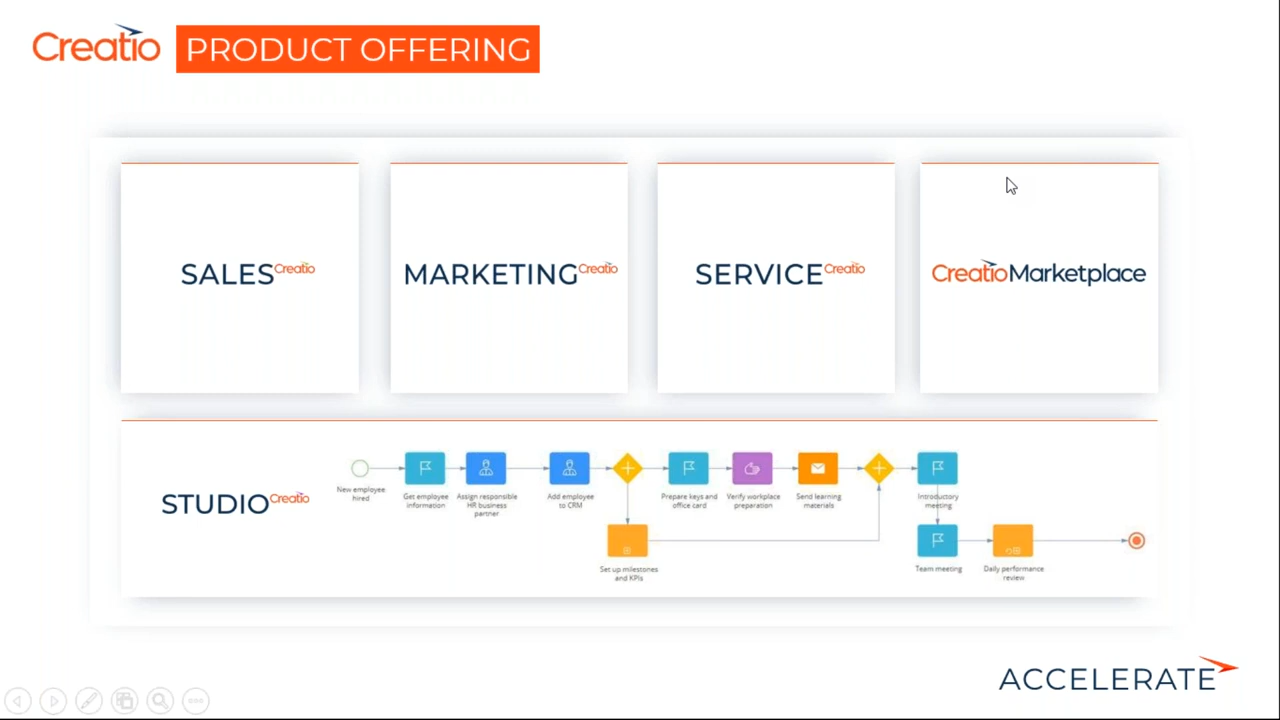 Creatio PRODUCT OFFERING
SALES Creatio
MARKETING Creatio
SERVICE Creatio
Creatio Marketplace
STUDIO Creatio
New employee
hired
Get employee
information
Assign responsible
HR business
partner
Add employee
to CRM
Prepare keys and
office card
Verify workplace
preparation
Send learning
materials
Introductory
meeting
Set up milestones
and KPIs
Team meeting
Daily performance
review
ACCELERATE